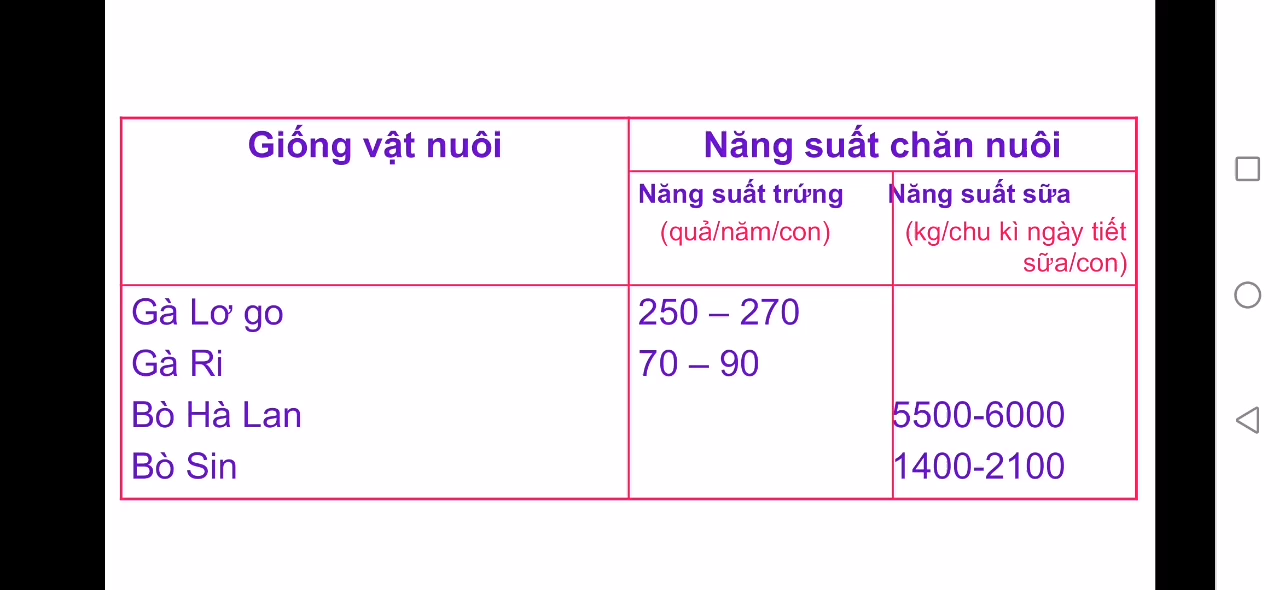 Giống vật nuôi
Năng suất chăn nuôi
Năng suất trứng
(quả/năm/con)
Năng suất sữa
(kg/chu kì ngày tiết
sữa/con)
Gà Lơ go
250 – 270
Gà Ri
70 – 90
Bò Hà Lan
5500-6000
Bò Sin
1400-2100